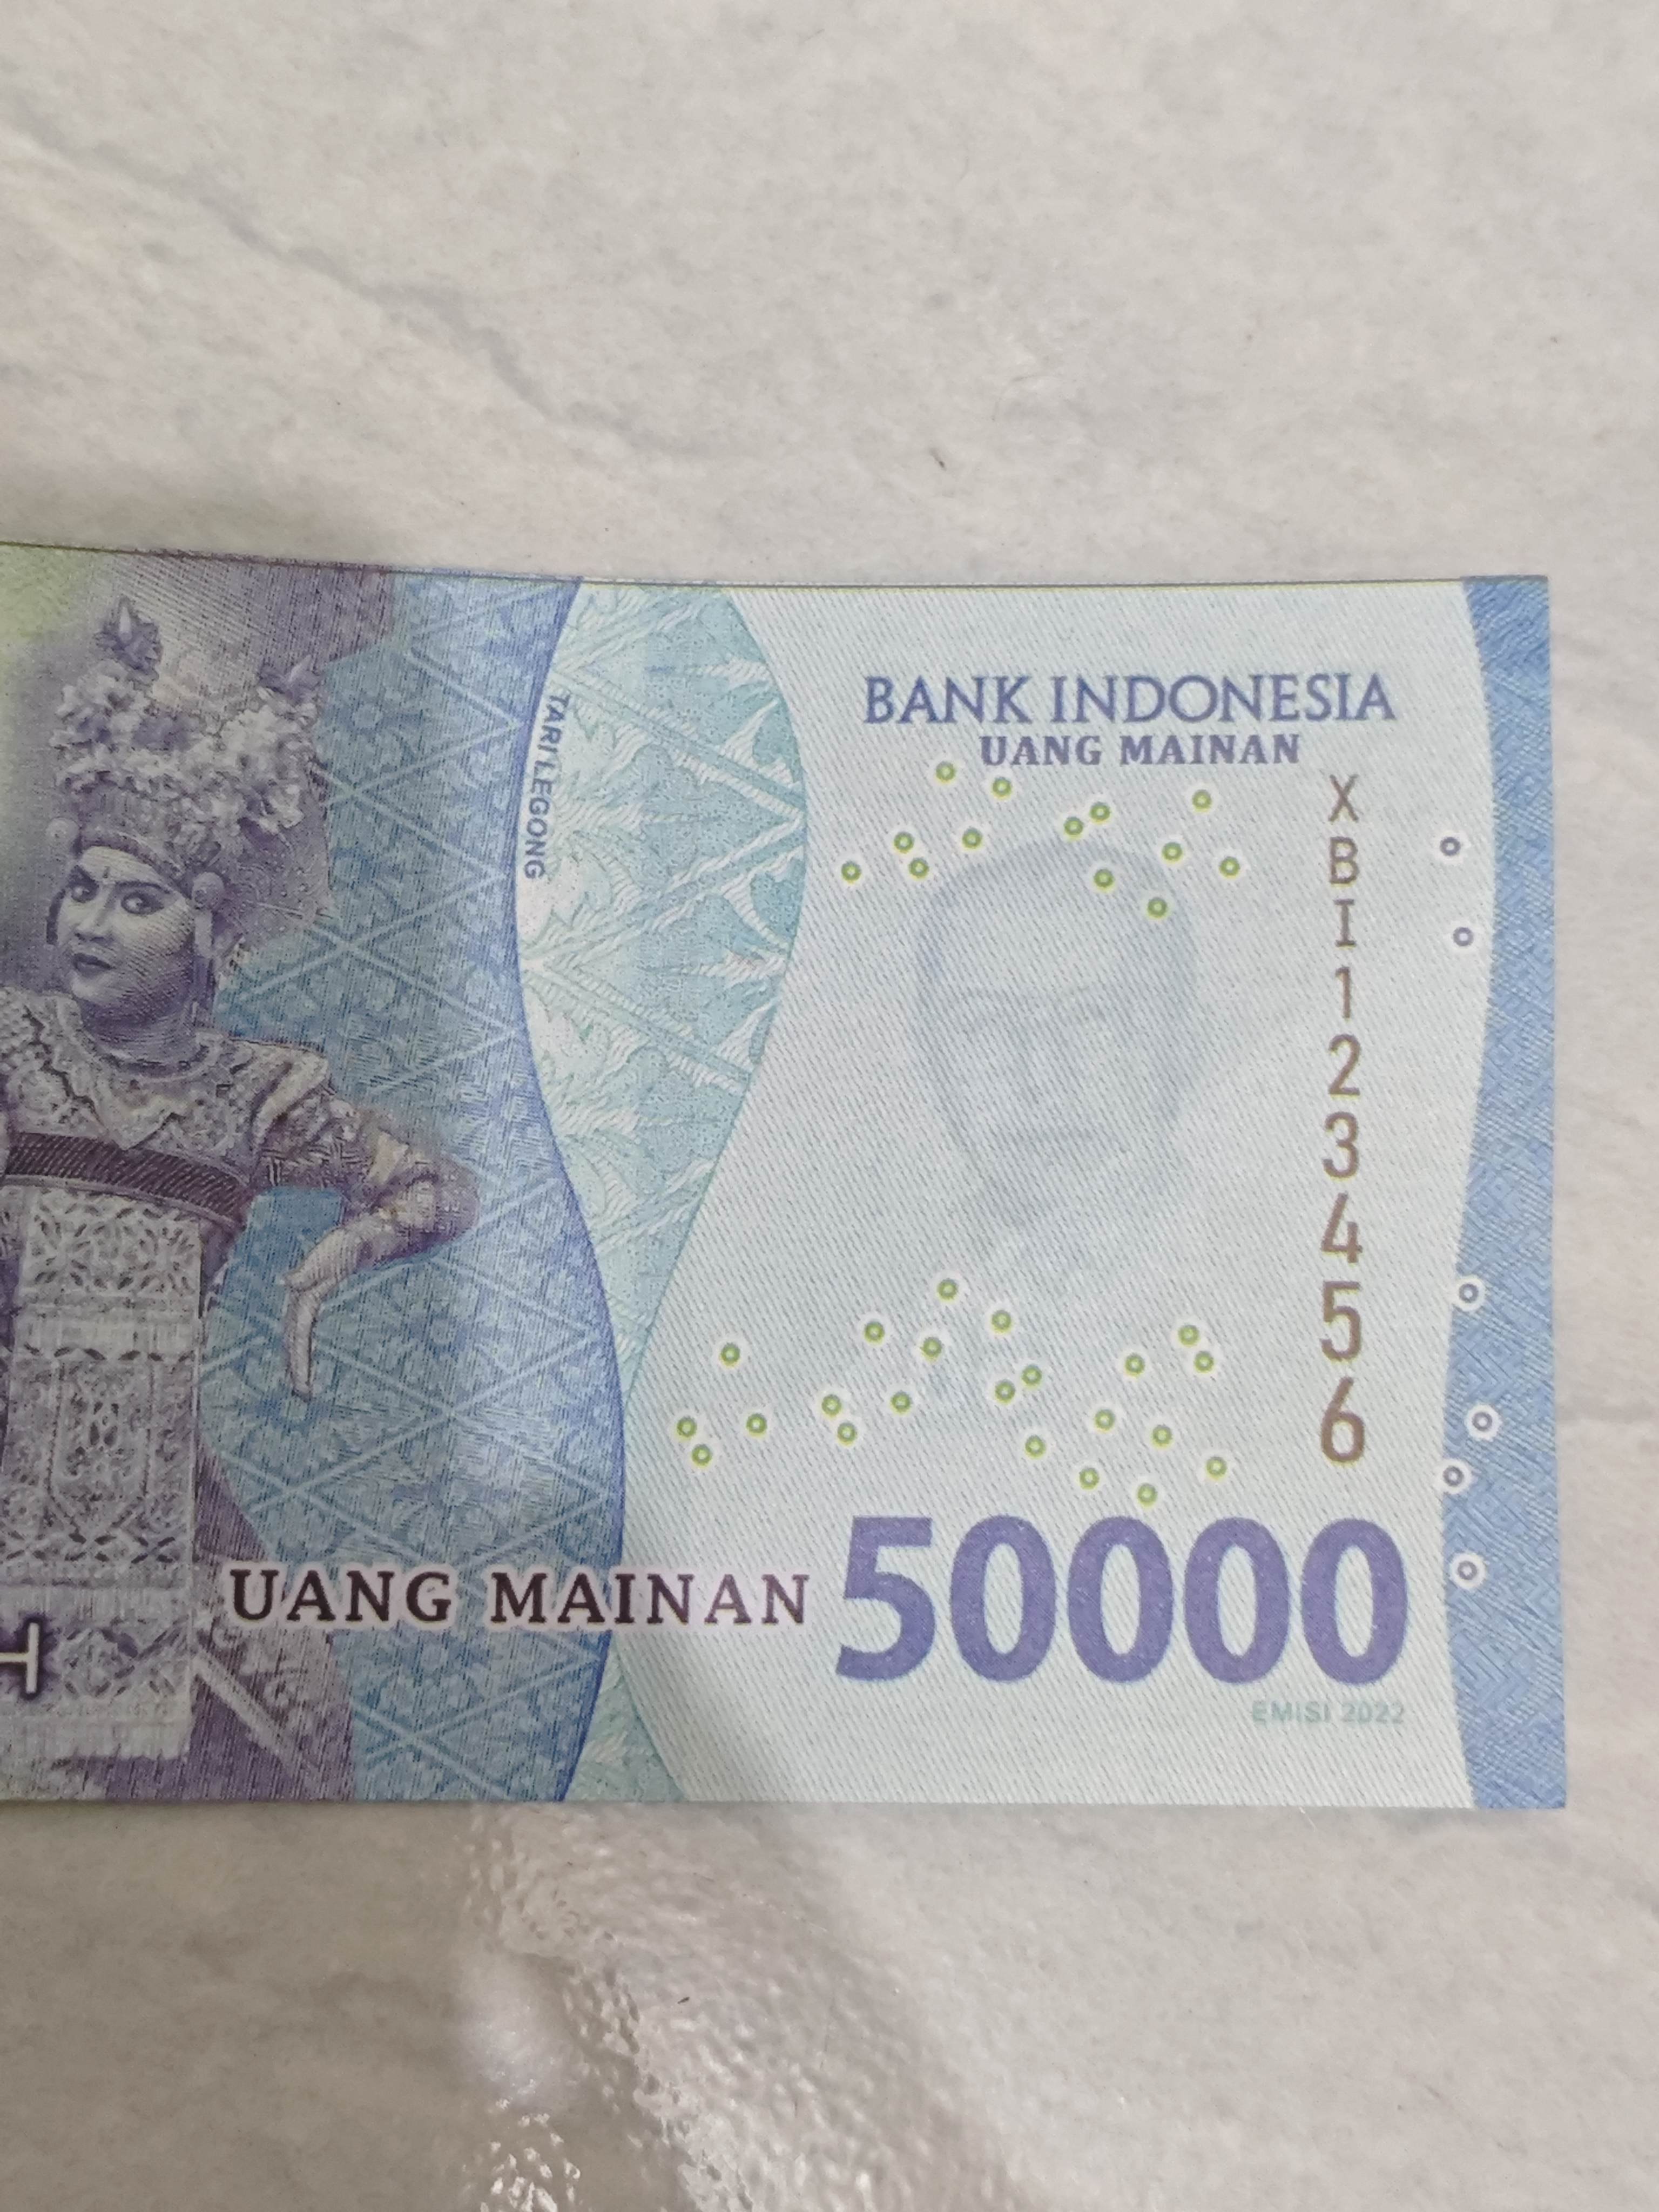 TARI LEGONG
BANK INDONESIA
UANG MAINAN
XBI123456
UANG MAINAN
50000
H
EMISI 2022